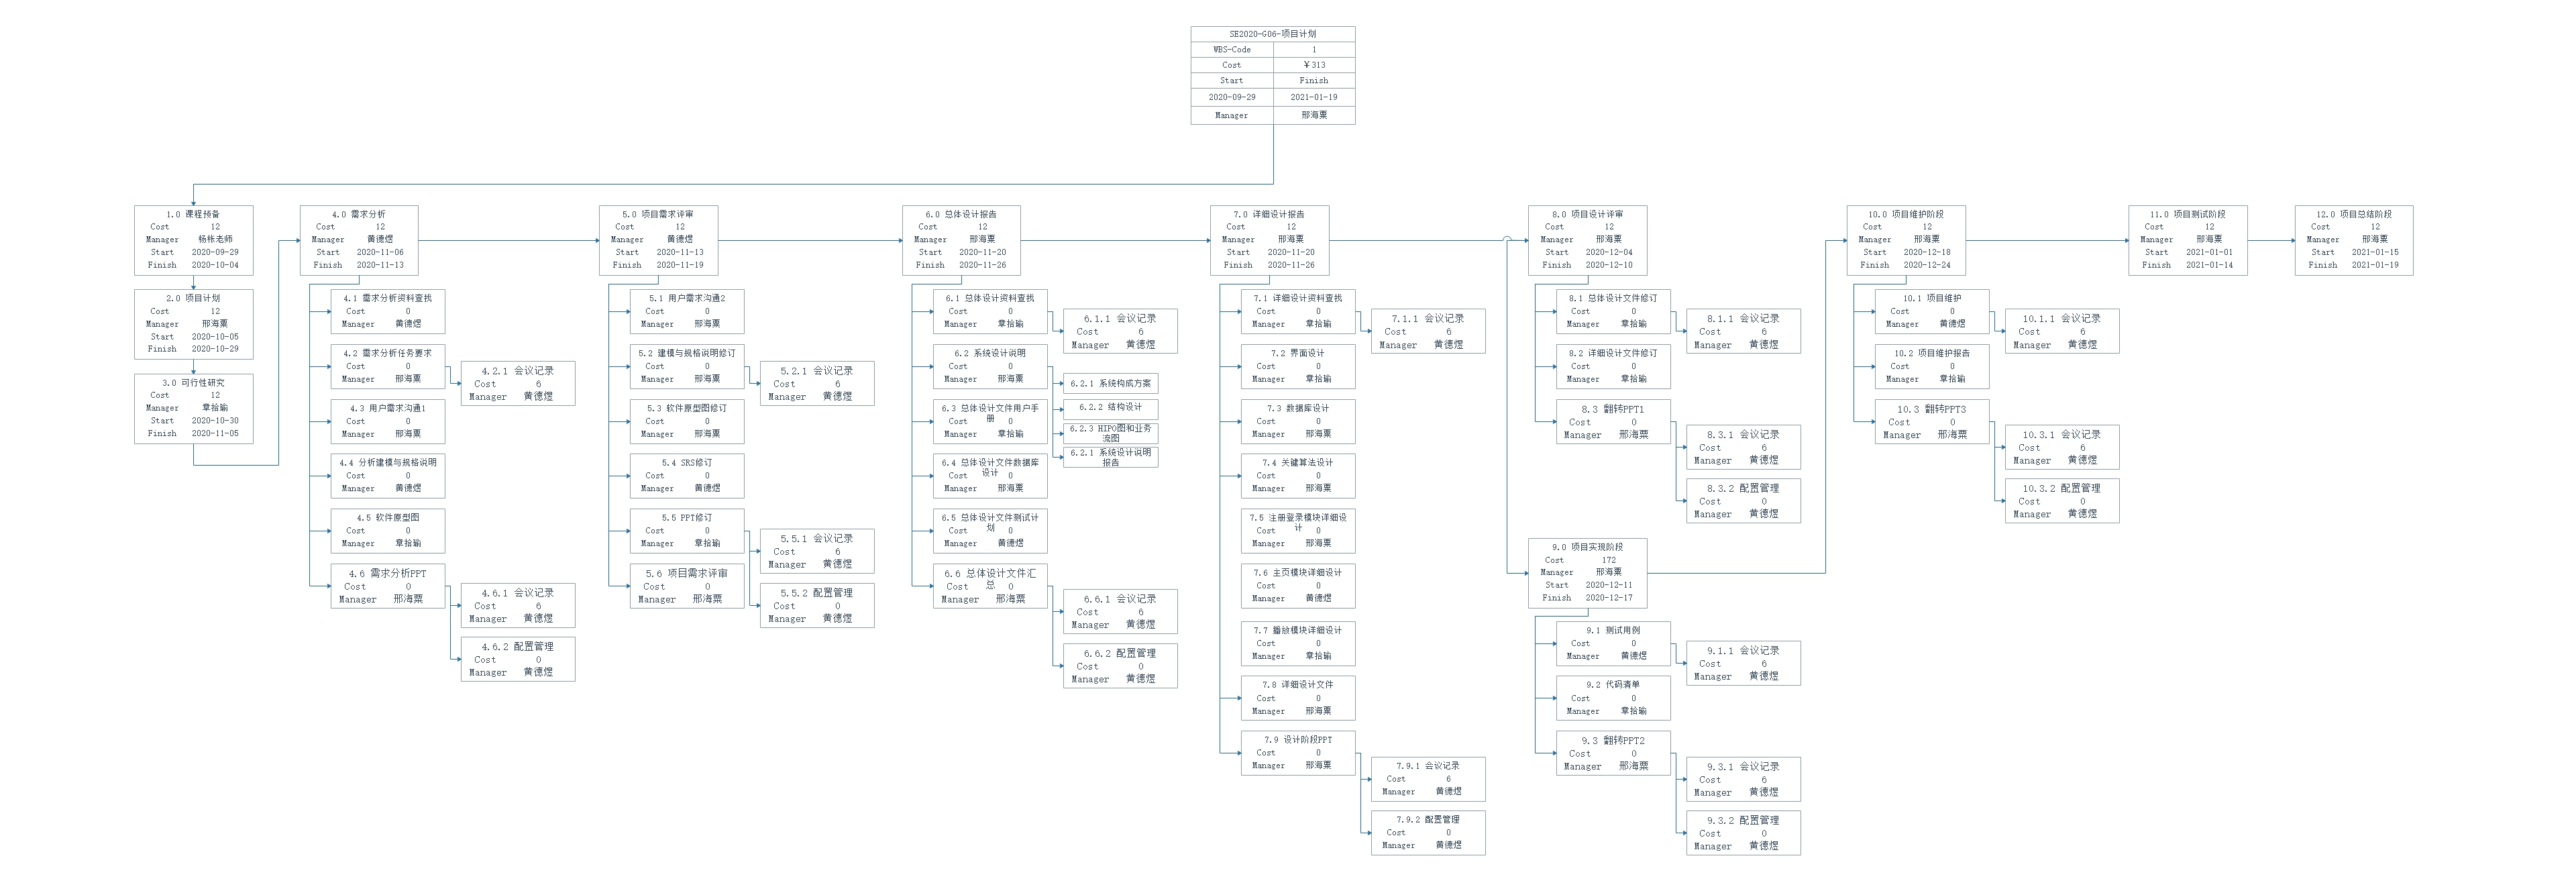 SE2020-G06-项目计划
WBS-Code 1
Cost ¥313
Start Finish
2020-09-29 2021-01-19
Manager 邢海粟
1.0 课程预备
Cost 12
Manager 杨枨老师
Start 2020-09-29
Finish 2020-10-04
2.0 项目计划
Cost 12
Manager 邢海粟
Start 2020-10-05
Finish 2020-10-29
3.0 可行性研究
Cost 12
Manager 章拾瑜
Start 2020-10-30
Finish 2020-11-05
4.0 需求分析
Cost 12
Manager 黄德煜
Start 2020-11-06
Finish 2020-11-13
4.1 需求分析资料查找
Cost 0
Manager 黄德煜
4.2 需求分析任务要求
Cost 0
Manager 邢海粟
4.2.1 会议记录
Cost 6
Manager 黄德煜
4.3 用户需求沟通1
Cost 0
Manager 邢海粟
4.4 分析建模与规格说明
Cost 0
Manager 黄德煜
4.5 软件原型图
Cost 0
Manager 章拾瑜
4.6 需求分析PPT
Cost 0
Manager 邢海粟
4.6.1 会议记录
Cost 6
Manager 黄德煜
4.6.2 配置管理
Cost 0
Manager 黄德煜
5.0 项目需求评审
Cost 12
Manager 黄德煜
Start 2020-11-13
Finish 2020-11-19
5.1 用户需求沟通2
Cost 0
Manager 邢海粟
5.2 建模与规格说明修订
Cost 0
Manager 邢海粟
5.2.1 会议记录
Cost 6
Manager 黄德煜
5.3 软件原型图修订
Cost 0
Manager 邢海粟
5.4 SRS修订
Cost 0
Manager 黄德煜
5.5 PPT修订
Cost 0
Manager 章拾瑜
5.5.1 会议记录
Cost 6
Manager 黄德煜
5.5.2 配置管理
Cost 0
Manager 黄德煜
5.6 项目需求评审
Cost 0
Manager 邢海粟
6.0 总体设计报告
Cost 12
Manager 邢海粟
Start 2020-11-20
Finish 2020-11-26
6.1 总体设计资料查找
Cost 0
Manager 章拾瑜
6.1.1 会议记录
Cost 6
Manager 黄德煜
6.2 系统设计说明
Cost 0
Manager 邢海粟
6.2.1 系统构成方案
6.2.2 结构设计
6.2.3 HIPO图和业务
流图
6.2.1 系统设计说明
报告
6.3 总体设计文件用户手
册
Cost 0
Manager 章拾瑜
6.4 总体设计文件数据库
设计
Cost 0
Manager 邢海粟
6.5 总体设计文件测试计
划
Cost 0
Manager 黄德煜
6.6 总体设计文件汇
总
Cost 0
Manager 邢海粟
6.6.1 会议记录
Cost 6
Manager 黄德煜
6.6.2 配置管理
Cost 0
Manager 黄德煜
7.0 详细设计报告
Cost 12
Manager 邢海粟
Start 2020-11-20
Finish 2020-11-26
7.1 详细设计资料查找
Cost 0
Manager 章拾瑜
7.1.1 会议记录
Cost 6
Manager 黄德煜
7.2 界面设计
Cost 0
Manager 章拾瑜
7.3 数据库设计
Cost 0
Manager 邢海粟
7.4 关键算法设计
Cost 0
Manager 邢海粟
7.5 注册登录模块详细设
计
Cost 0
Manager 邢海粟
7.6 主页模块详细设计
Cost 0
Manager 黄德煜
7.7 播放模块详细设计
Cost 0
Manager 章拾瑜
7.8 详细设计文件
Cost 0
Manager 邢海粟
7.9 设计阶段PPT
Cost 0
Manager 邢海粟
7.9.1 会议记录
Cost 6
Manager 黄德煜
7.9.2 配置管理
Cost 0
Manager 黄德煜
8.0 项目设计评审
Cost 12
Manager 邢海粟
Start 2020-12-04
Finish 2020-12-10
8.1 总体设计文件修订
Cost 0
Manager 章拾瑜
8.1.1 会议记录
Cost 6
Manager 黄德煜
8.2 详细设计文件修订
Cost 0
Manager 章拾瑜
8.3 翻转PPT1
Cost 0
Manager 邢海粟
8.3.1 会议记录
Cost 6
Manager 黄德煜
8.3.2 配置管理
Cost 0
Manager 黄德煜
9.0 项目实现阶段
Cost 172
Manager 邢海粟
Start 2020-12-11
Finish 2020-12-17
9.1 测试用例
Cost 0
Manager 黄德煜
9.1.1 会议记录
Cost 6
Manager 黄德煜
9.2 代码清单
Cost 0
Manager 章拾瑜
9.3 翻转PPT2
Cost 0
Manager 邢海粟
9.3.1 会议记录
Cost 6
Manager 黄德煜
9.3.2 配置管理
Cost 0
Manager 黄德煜
10.0 项目维护阶段
Cost 12
Manager 邢海粟
Start 2020-12-18
Finish 2020-12-24
10.1 项目维护
Cost 0
Manager 黄德煜
10.1.1 会议记录
Cost 6
Manager 黄德煜
10.2 项目维护报告
Cost 0
Manager 章拾瑜
10.3 翻转PPT3
Cost 0
Manager 邢海粟
10.3.1 会议记录
Cost 6
Manager 黄德煜
10.3.2 配置管理
Cost 0
Manager 黄德煜
11.0 项目测试阶段
Cost 12
Manager 邢海粟
Start 2021-01-01
Finish 2021-01-14
12.0 项目总结阶段
Cost 12
Manager 邢海粟
Start 2021-01-15
Finish 2021-01-19